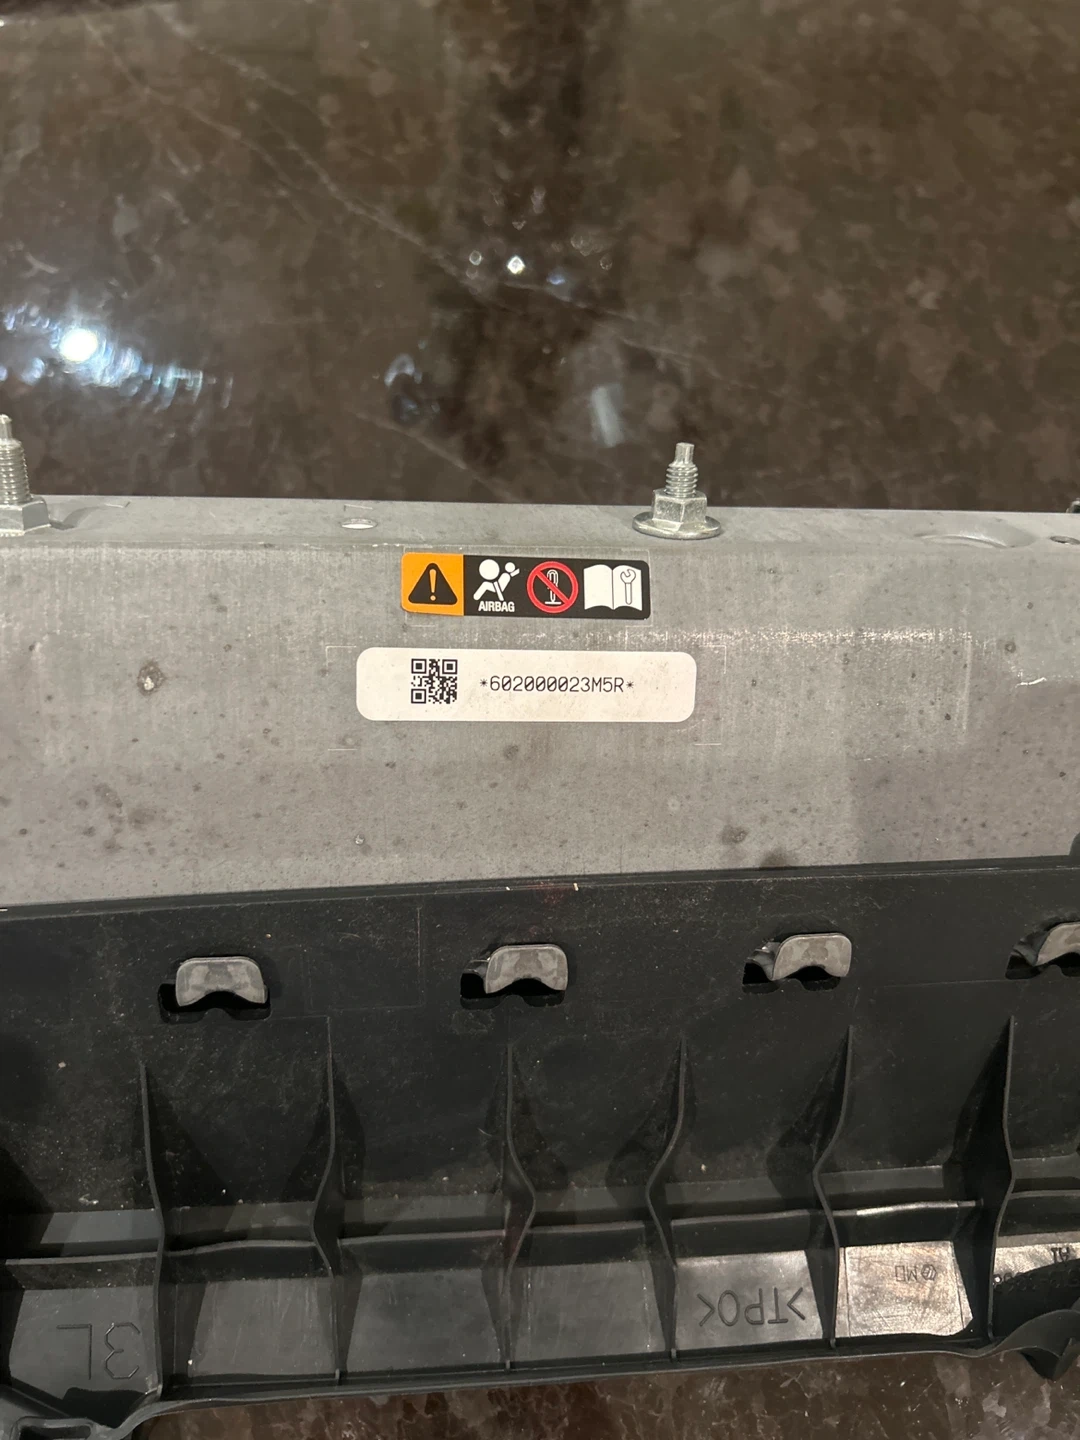 AIRBAG
*602000023M5R*
>TPO<
3L